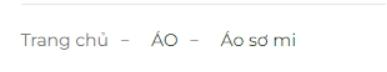 Trang chủ – ÁO – Áo sơ mi